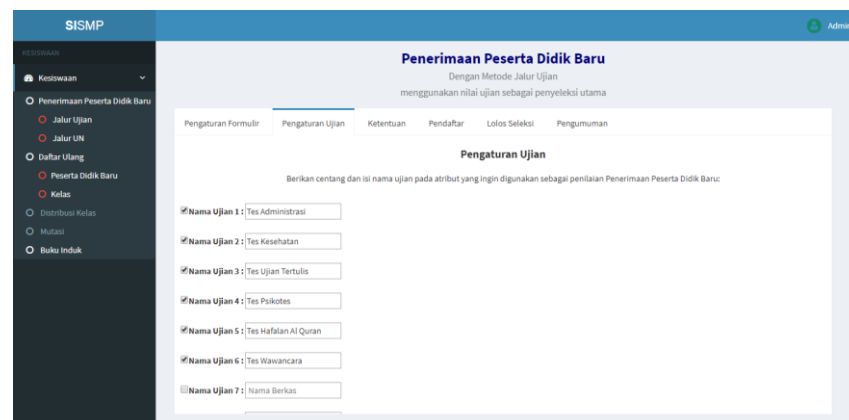 SISMP
Admin
KESISWAAN
Kesiswaan
Penerimaan Peserta Didik Baru
Jalur Ujian
Jalur UN
Daftar Ulang
Peserta Didik Baru
Kelas
Distribusi Kelas
Mutasi
Buku Induk
Penerimaan Peserta Didik Baru
Dengan Metode Jalur Ujian
menggunakan nilai ujian sebagai penyeleksi utama
Pengaturan Formulir Pengaturan Ujian Ketentuan Pendaftar Lolos Seleksi Pengumuman
Pengaturan Ujian
Berikan centang dan isi nama ujian pada atribut yang ingin digunakan sebagai penilaian Penerimaan Peserta Didik Baru:
Nama Ujian 1 : Tes Administrasi
Nama Ujian 2 : Tes Kesehatan
Nama Ujian 3 : Tes Ujian Tertulis
Nama Ujian 4 : Tes Psikotes
Nama Ujian 5 : Tes Hafalan Al Quran
Nama Ujian 6 : Tes Wawancara
Nama Ujian 7 : Nama Berkas